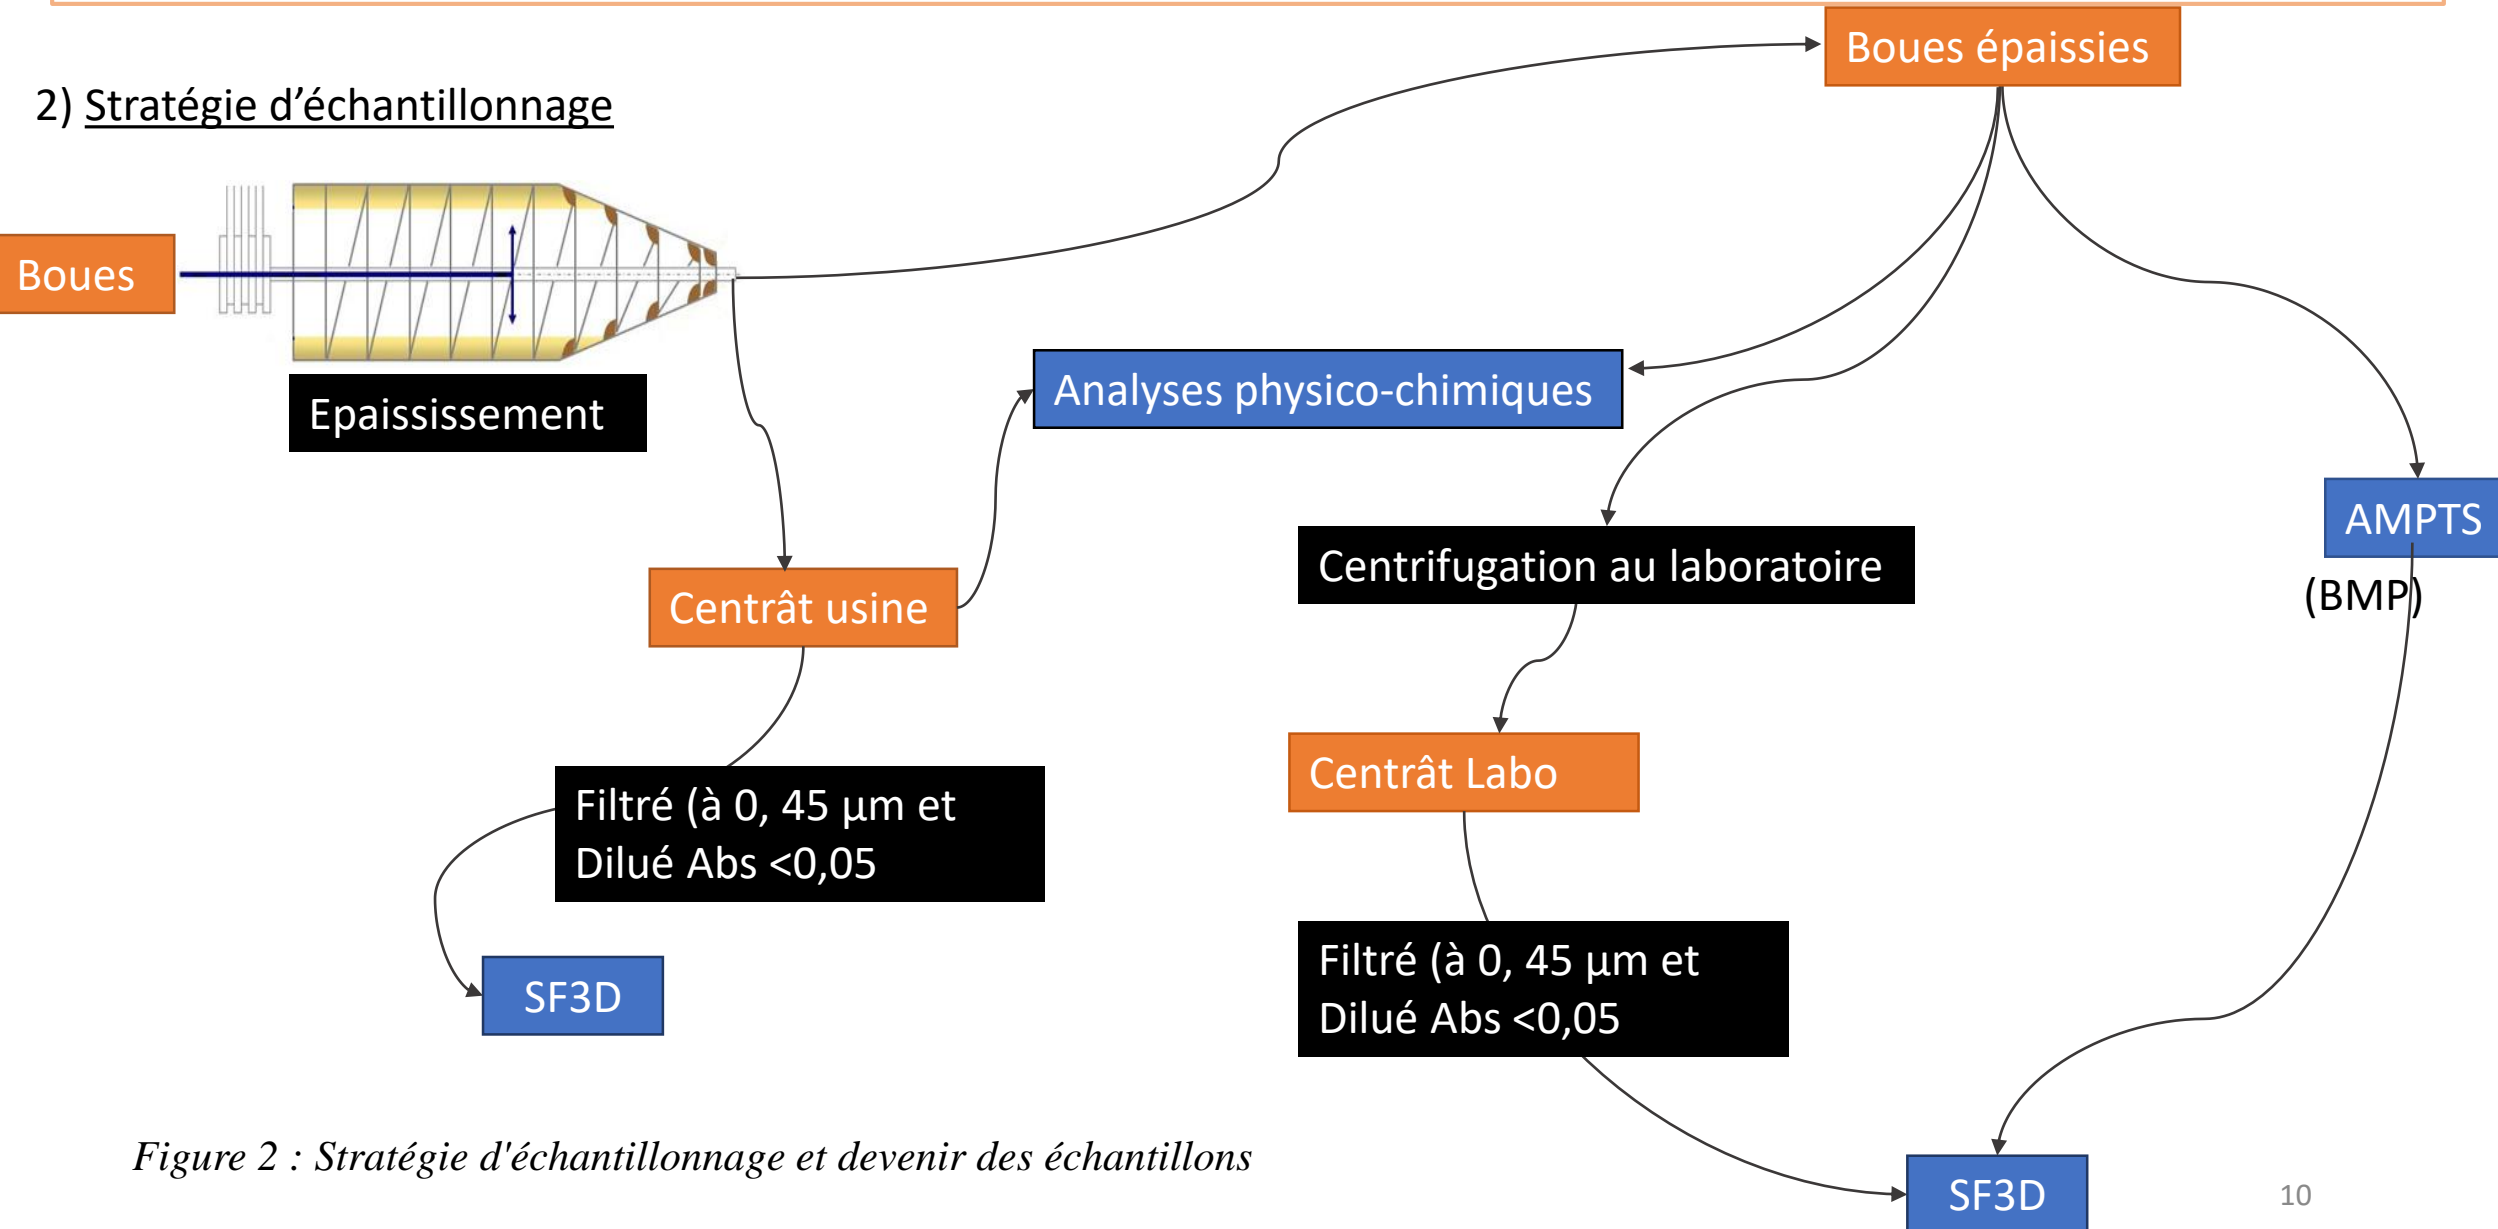 Boues épaissies
2) Stratégie d’échantillonnage
Boues
Epaississement
Analyses physico-chimiques
AMPTS
(BMP)
Centrifugation au laboratoire
Centrât usine
Centrât Labo
Filtré (à 0, 45 µm et
Dilué Abs <0,05
Filtré (à 0, 45 µm et
Dilué Abs <0,05
SF3D
Figure 2 : Stratégie d'échantillonnage et devenir des échantillons
SF3D
10